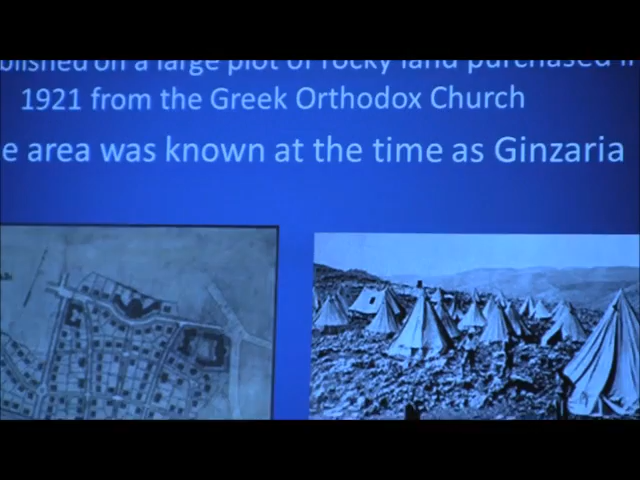 blished on a large plot of rocky land purchased i
1921 from the Greek Orthodox Church
e area was known at the time as Ginzaria